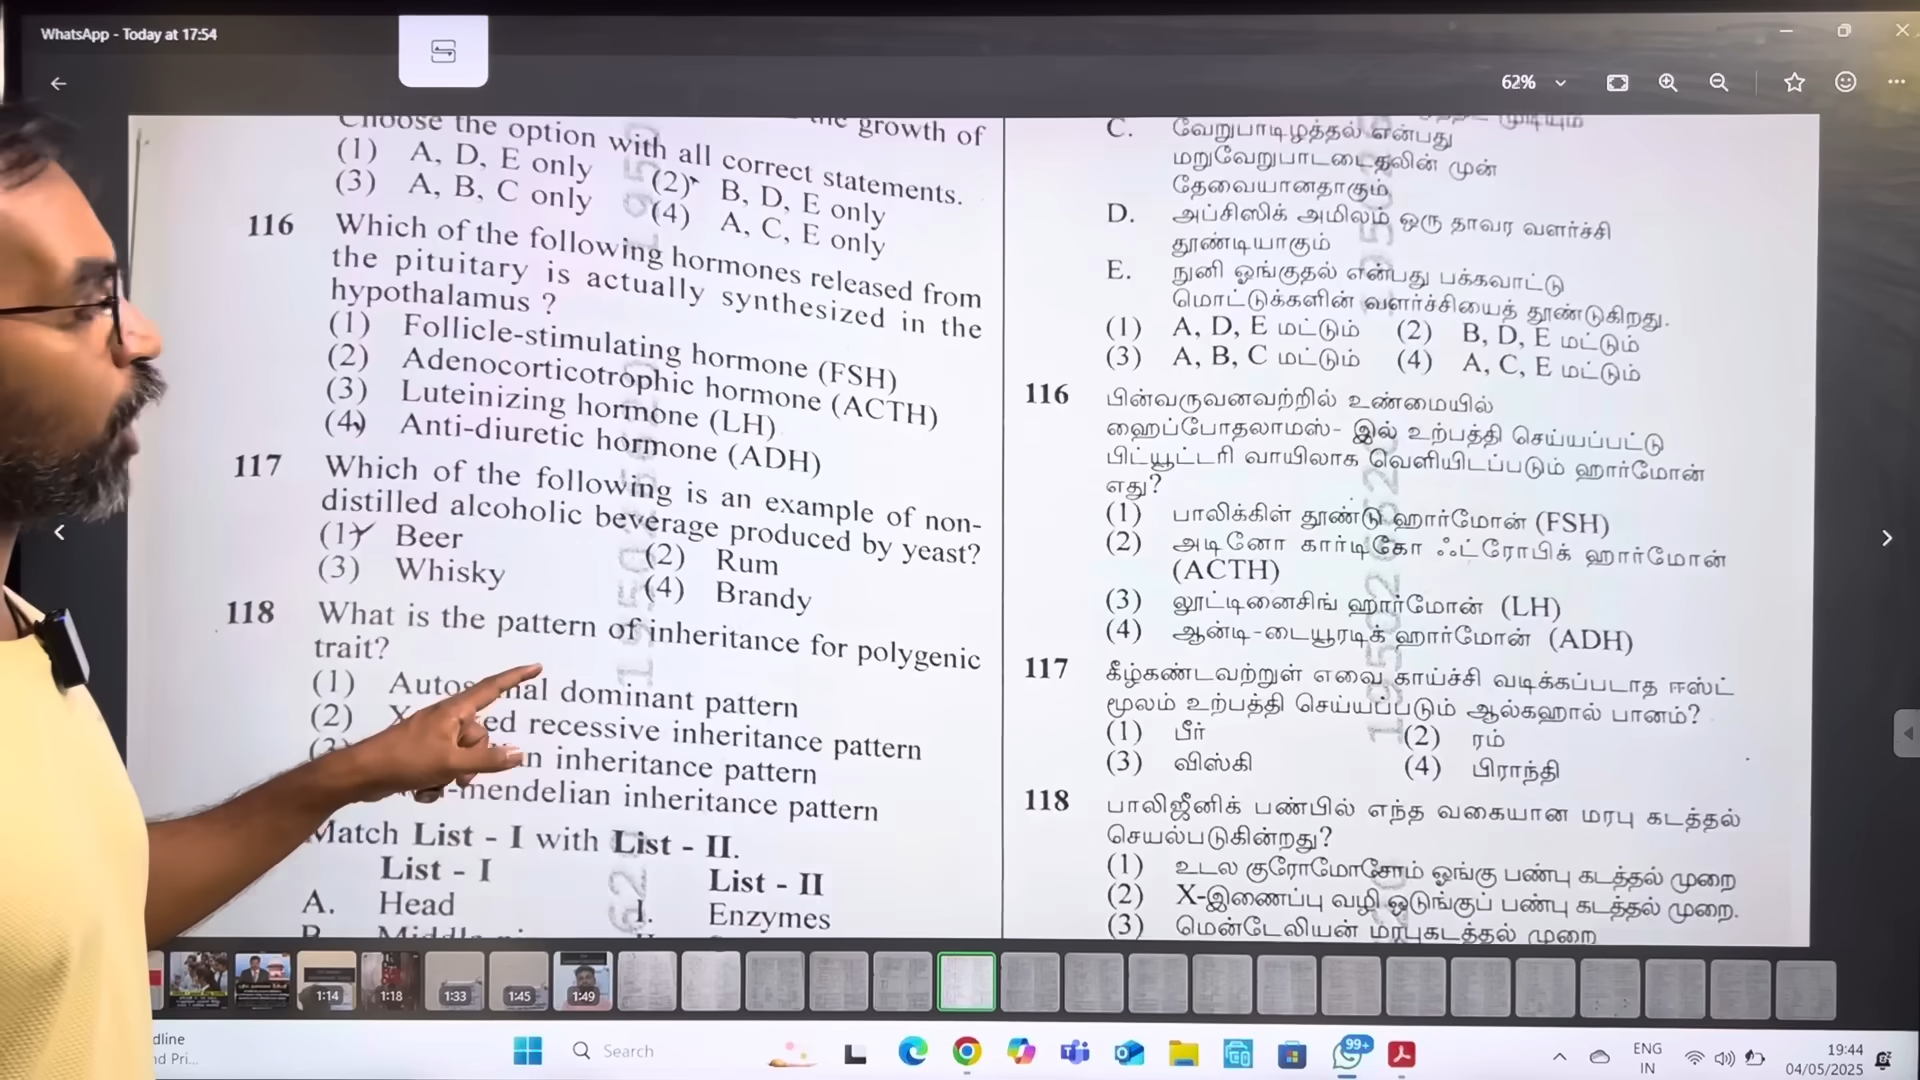 WhatsApp - Today at 17:54
62%
the growth of
Choose the option with all correct statements.
(1) A, D, E only (2) B, D, E only
(3) A, B, C only (4) A, C, E only
116 Which of the following hormones released from
the pituitary is actually synthesized in the
hypothalamus ?
(1) Follicle-stimulating hormone (FSH)
(2) Adenocorticotrophic hormone (ACTH)
(3) Luteinizing hormone (LH)
(4) Anti-diuretic hormone (ADH)
117 Which of the following is an example of non-
distilled alcoholic beverage produced by yeast?
(1) Beer (2) Rum
(3) Whisky (4) Brandy
118 What is the pattern of inheritance for polygenic
trait?
(1) dominant pattern
(2) recessive inheritance pattern
inheritance pattern
-mendelian inheritance pattern
Match List - I with List - II.
List - I List - II
A. Head I. Enzymes
C. வேறுபாடிழத்தல் என்பது
மறுவேறுபாடடைதலின் முன்
தேவையானதாகும்
D. அப்சிஸிக் அமிலம் ஒரு தாவர வளர்ச்சி
தூண்டியாகும்
E. நுனி ஓங்குதல் என்பது பக்கவாட்டு
மொட்டுக்களின் வளர்ச்சியைத் தூண்டுகிறது.
(1) A, D, E மட்டும் (2) B, D, E மட்டும்
(3) A, B, C மட்டும் (4) A, C, E மட்டும்
116 பின்வருவனவற்றில் உண்மையில்
ஹைப்போதலாமஸ்- இல் உற்பத்தி செய்யப்பட்டு
பிட்யூட்டரி வாயிலாக வெளியிடப்படும் ஹார்மோன்
எது?
(1) பாலிக்கிள் தூண்டு ஹார்மோன் (FSH)
(2) அடினோ கார்டிகோ ஃட்ரோபிக் ஹார்மோன்
(ACTH)
(3) லூட்டினைசிங் ஹார்மோன் (LH)
(4) ஆன்டி-டையூரடிக் ஹார்மோன் (ADH)
117 கீழ்கண்டவற்றுள் எவை காய்ச்சி வடிக்கப்படாத ஈஸ்ட்
மூலம் உற்பத்தி செய்யப்படும் ஆல்கஹால் பானம்?
(1) பீர் (2) ரம்
(3) விஸ்கி (4) பிராந்தி
118 பாலிஜீனிக் பண்பில் எந்த வகையான மரபு கடத்தல்
செயல்படுகின்றது?
(1) உடல குரோமோசோம் ஓங்கு பண்பு கடத்தல் முறை
(2) X-இணைப்பு வழி ஒடுங்குப் பண்பு கடத்தல் முறை.
(3) மென்டேலியன் மரபுகடத்தல் முறை
1:14 1:18 1:33 1:45 1:49
dline
nd Pri...
Search
99+
ENG
IN
19:44
04/05/2025